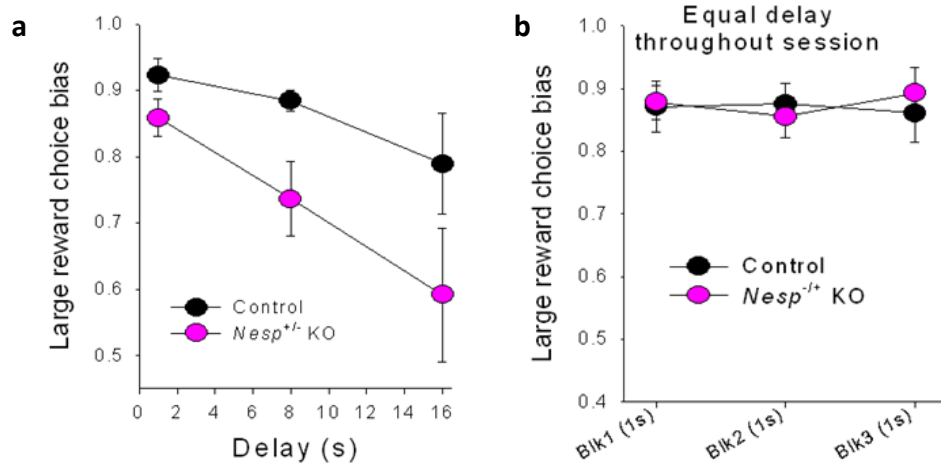 a
Large reward choice bias
1.0
0.9
0.8
0.7
0.6
0.5
Control
Nesp+/- KO
0 2 4 6 8 10 12 14 16
Delay (s)
b
Equal delay
throughout session
Large reward choice bias
1.0
0.9
0.8
0.7
0.6
0.5
0.4
Control
Nesp-/+ KO
Blk1 (1s)
Blk2 (1s)
Blk3 (1s)